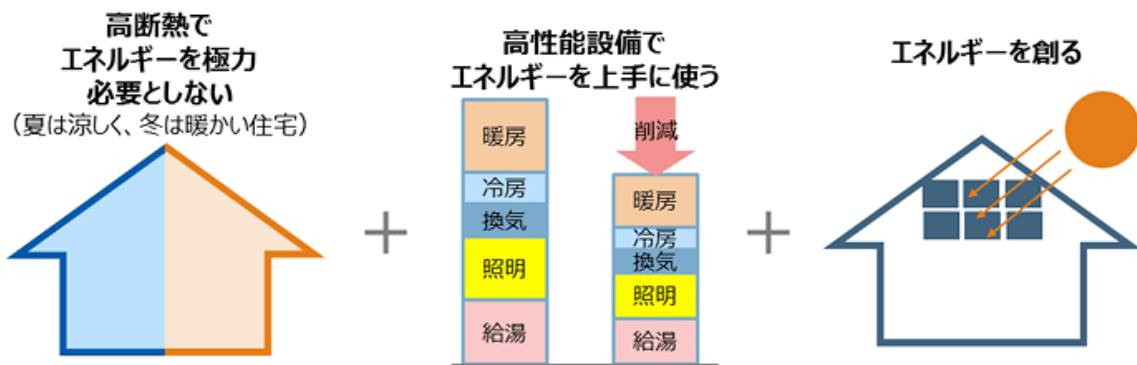 高断熱で
エネルギーを極力
必要としない
（夏は涼しく、冬は暖かい住宅）
高性能設備で
エネルギーを上手に使う
暖房
冷房
換気
照明
給湯
削減
暖房
冷房
換気
照明
給湯
エネルギーを創る